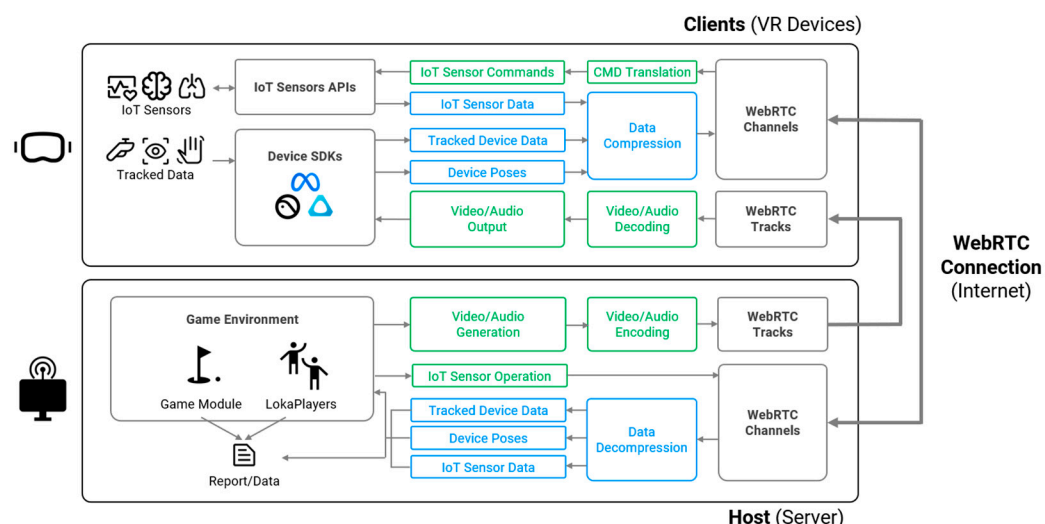 Clients (VR Devices)
IoT Sensors
IoT Sensors APIs
IoT Sensor Commands
CMD Translation
IoT Sensor Data
Tracked Data
Device SDKs
Tracked Device Data
Device Poses
Data
Compression
WebRTC
Channels
Video/Audio
Output
Video/Audio
Decoding
WebRTC
Tracks
WebRTC
Connection
(Internet)
Game Environment
Game Module
LokaPlayers
Report/Data
Video/Audio
Generation
Video/Audio
Encoding
WebRTC
Tracks
IoT Sensor Operation
Tracked Device Data
Device Poses
IoT Sensor Data
Data
Decompression
WebRTC
Channels
Host (Server)